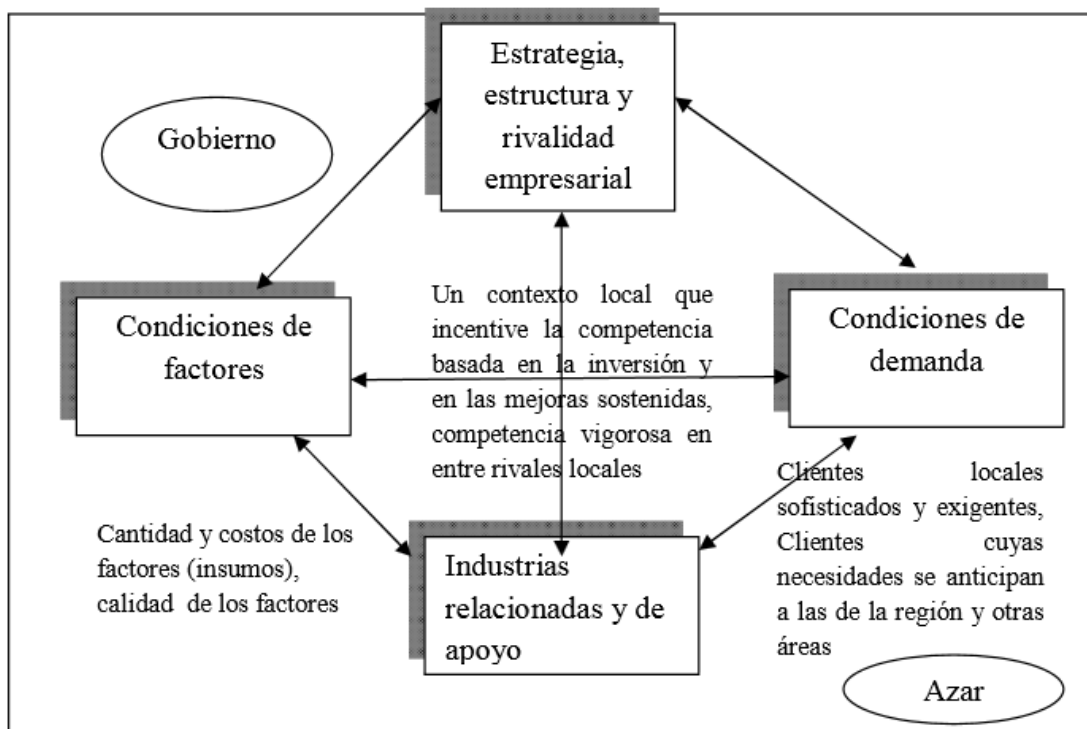 Estrategia,
estructura y
rivalidad
empresarial
Gobierno
Condiciones de
factores
Un contexto local que
incentive la competencia
basada en la inversión y
en las mejoras sostenidas,
competencia vigorosa en
entre rivales locales
Condiciones de
demanda
Cantidad y costos de los
factores (insumos),
calidad de los factores
Industrias
relacionadas y de
apoyo
Clientes locales
sofisticados y exigentes,
Clientes cuyas
necesidades se anticipan
a las de la región y otras
áreas
Azar